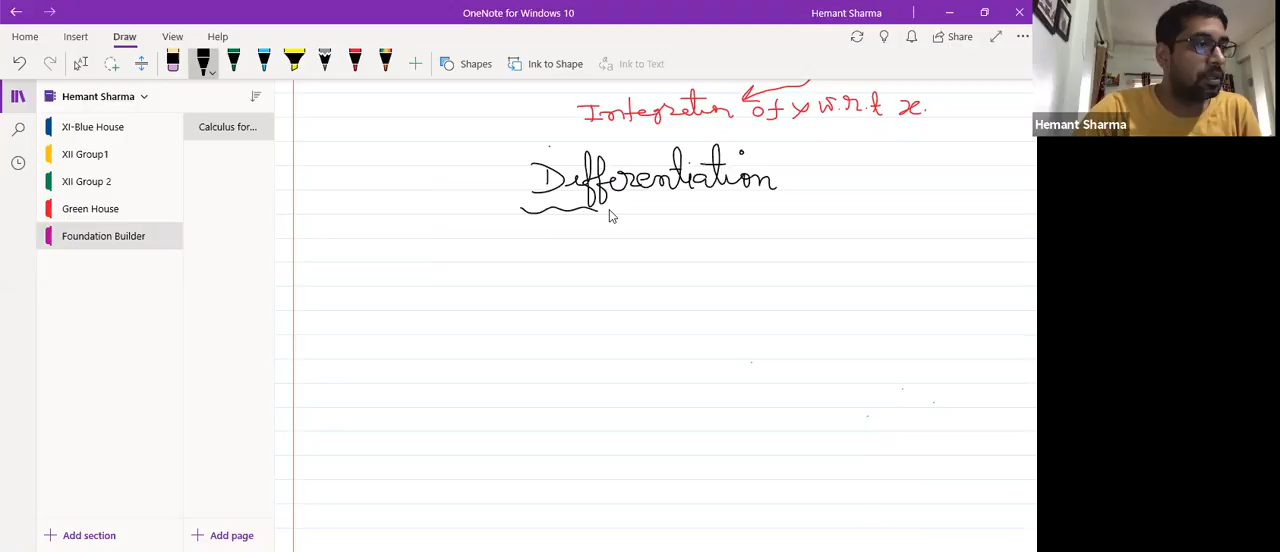 OneNote for Windows 10
Hemant Sharma
Home Insert Draw View Help
Share
Shapes Ink to Shape Ink to Text
Hemant Sharma
XI-Blue House
XII Group1
XII Group 2
Green House
Foundation Builder
Add section
Calculus for...
Add page
Integration of y w.r.t x.
Differentiation
Hemant Sharma